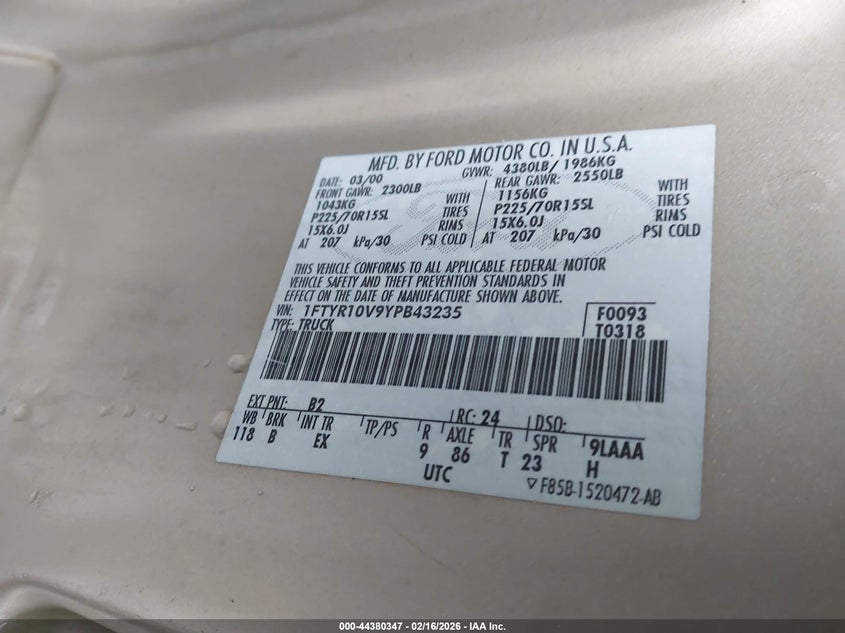 MFD. BY FORD MOTOR CO. IN U.S.A.
DATE: 03/00 GVWR: 4380LB/ 1986KG
FRONT GAWR: 2300LB REAR GAWR: 2550LB
1043KG WITH 1156KG WITH
P225/70R15SL TIRES P225/70R15SL TIRES
15X6.0J RIMS 15X6.0J RIMS
AT 207 kPa/30 PSI COLD AT 207 kPa/30 PSI COLD
THIS VEHICLE CONFORMS TO ALL APPLICABLE FEDERAL MOTOR
VEHICLE SAFETY AND THEFT PREVENTION STANDARDS IN
EFFECT ON THE DATE OF MANUFACTURE SHOWN ABOVE.
VIN: 1FTYR10V9YPB43235 F0093
TYPE: TRUCK T0318
EXT PNT: B2 RC: 24 DSO:
WB BRK INT TR TP/PS R AXLE TR SPR 9LAAA
118 B EX 9 86 T 23 H
UTC ▽F85B-1520472-AB
000-44380347 - 02/16/2026 - IAA Inc.